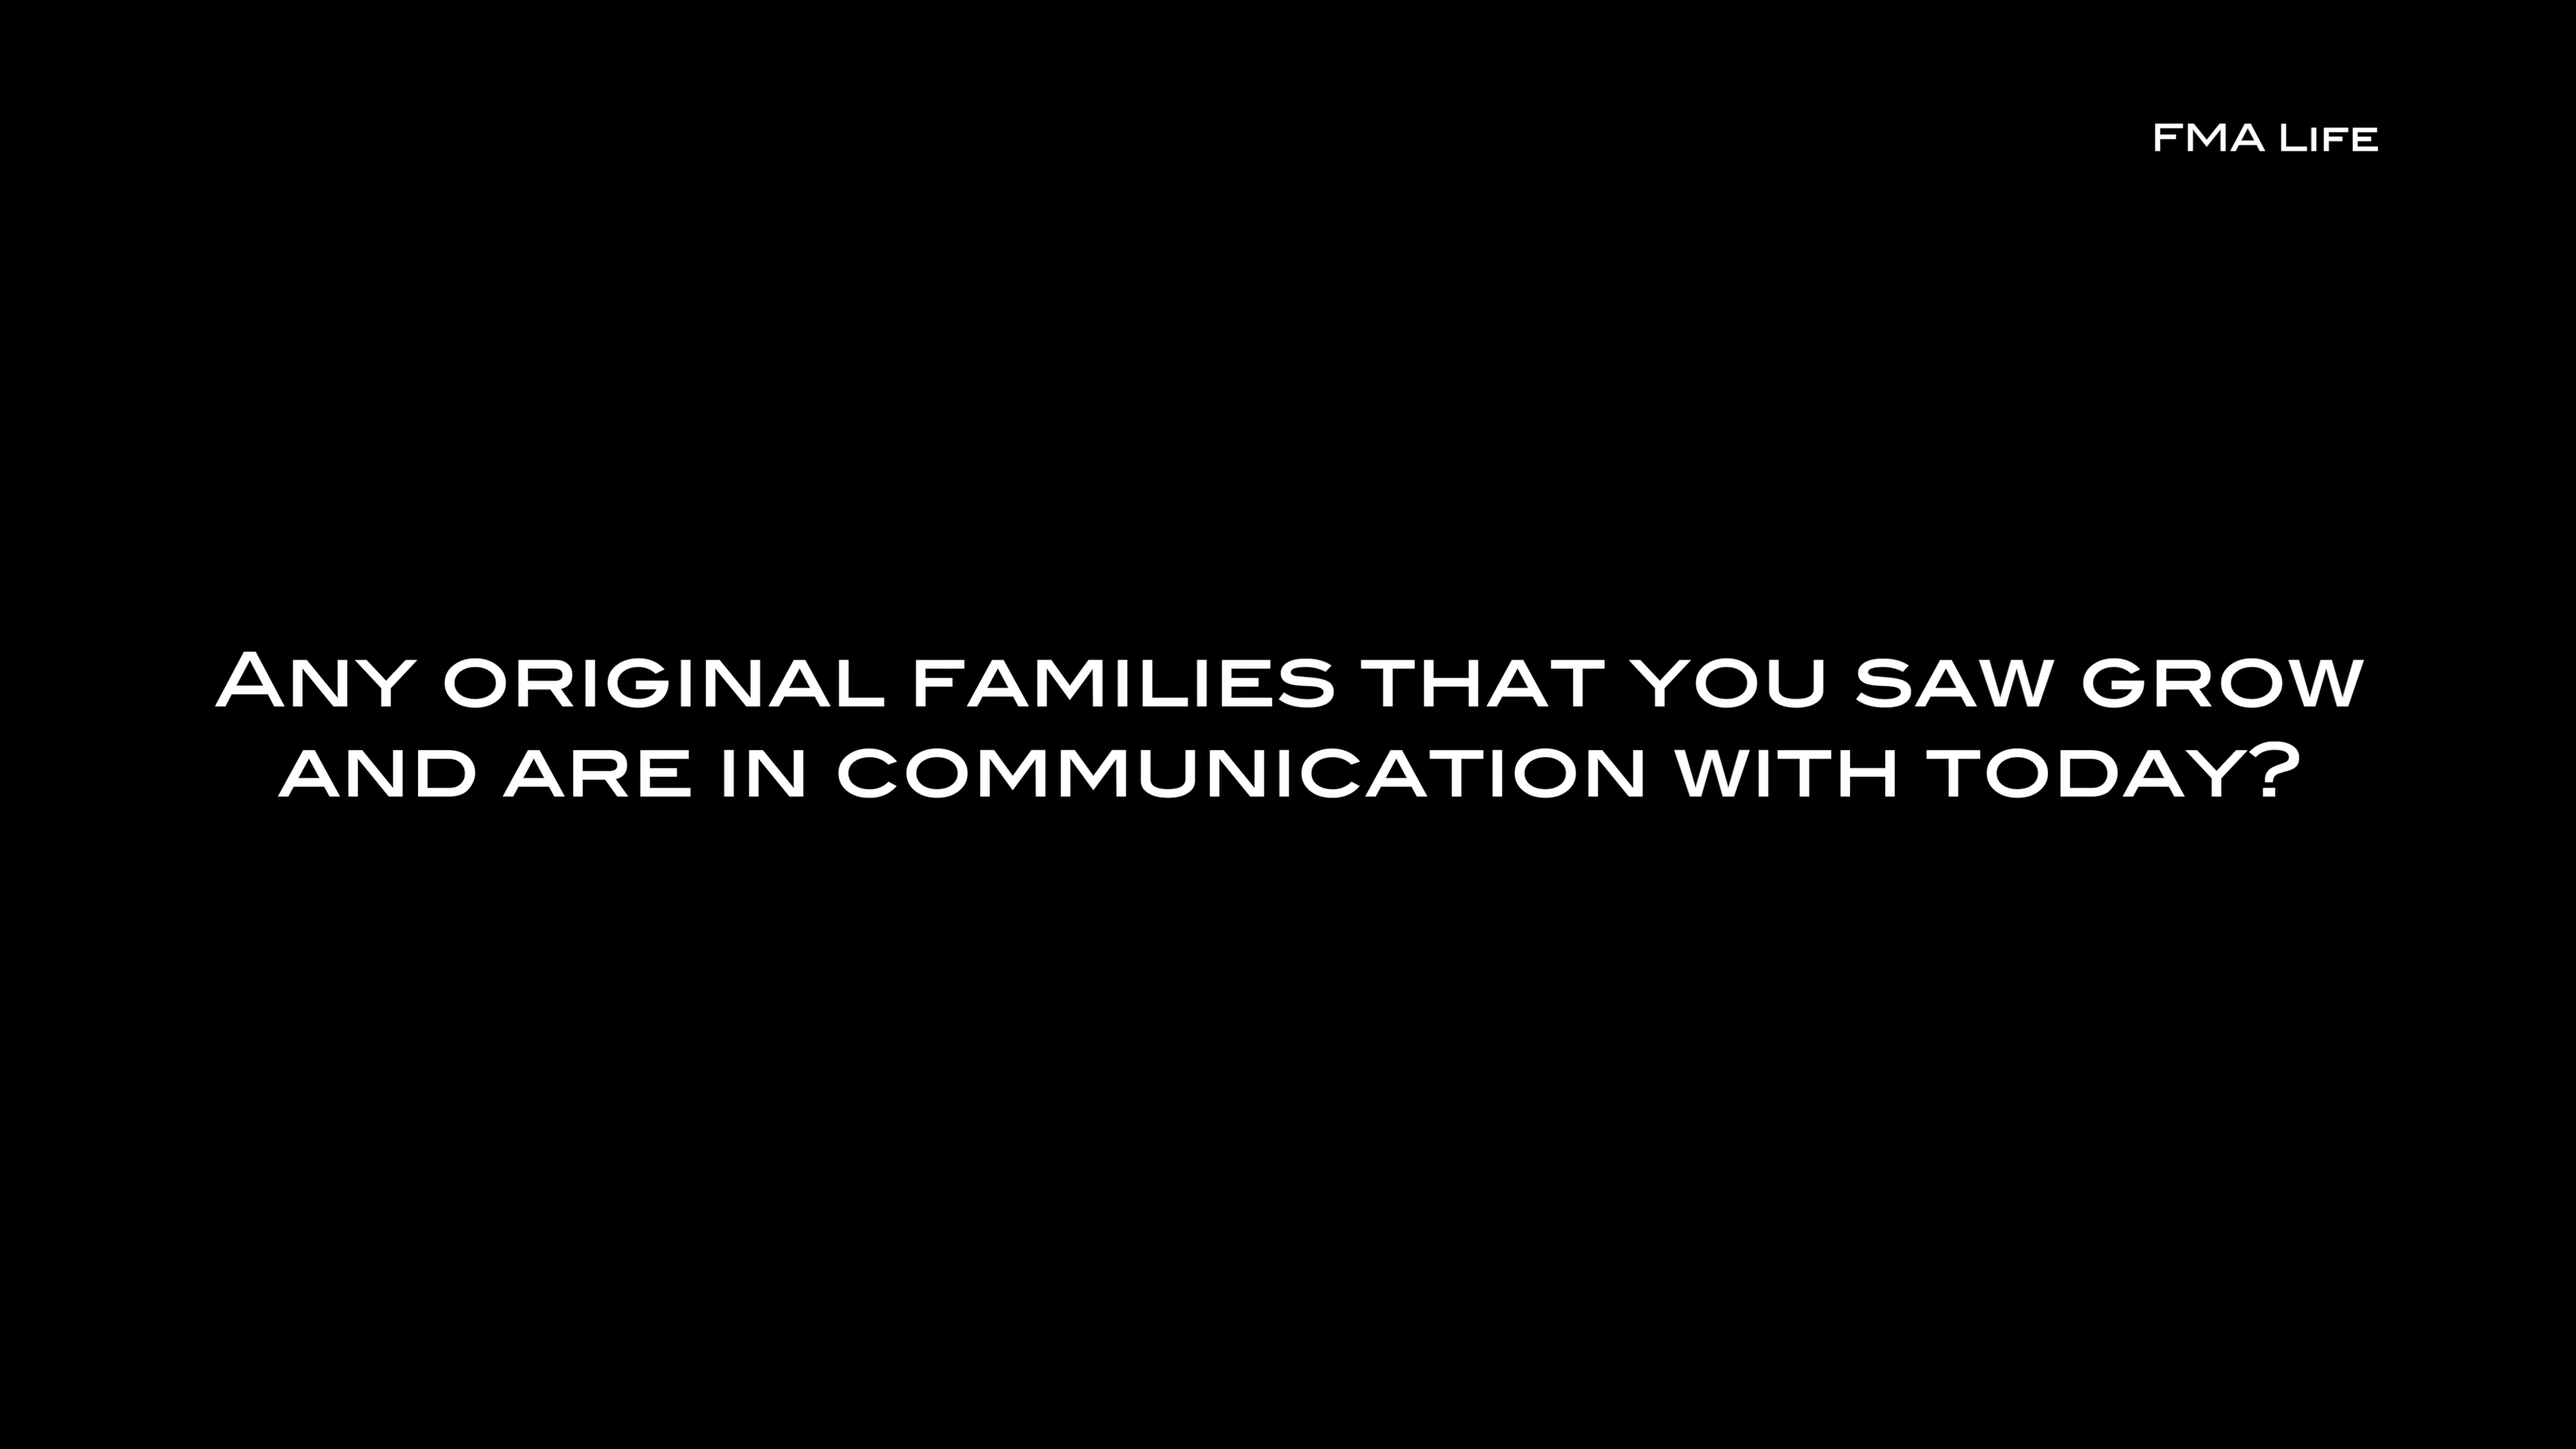 FMA Life
Any original families that you saw grow
and are in communication with today?